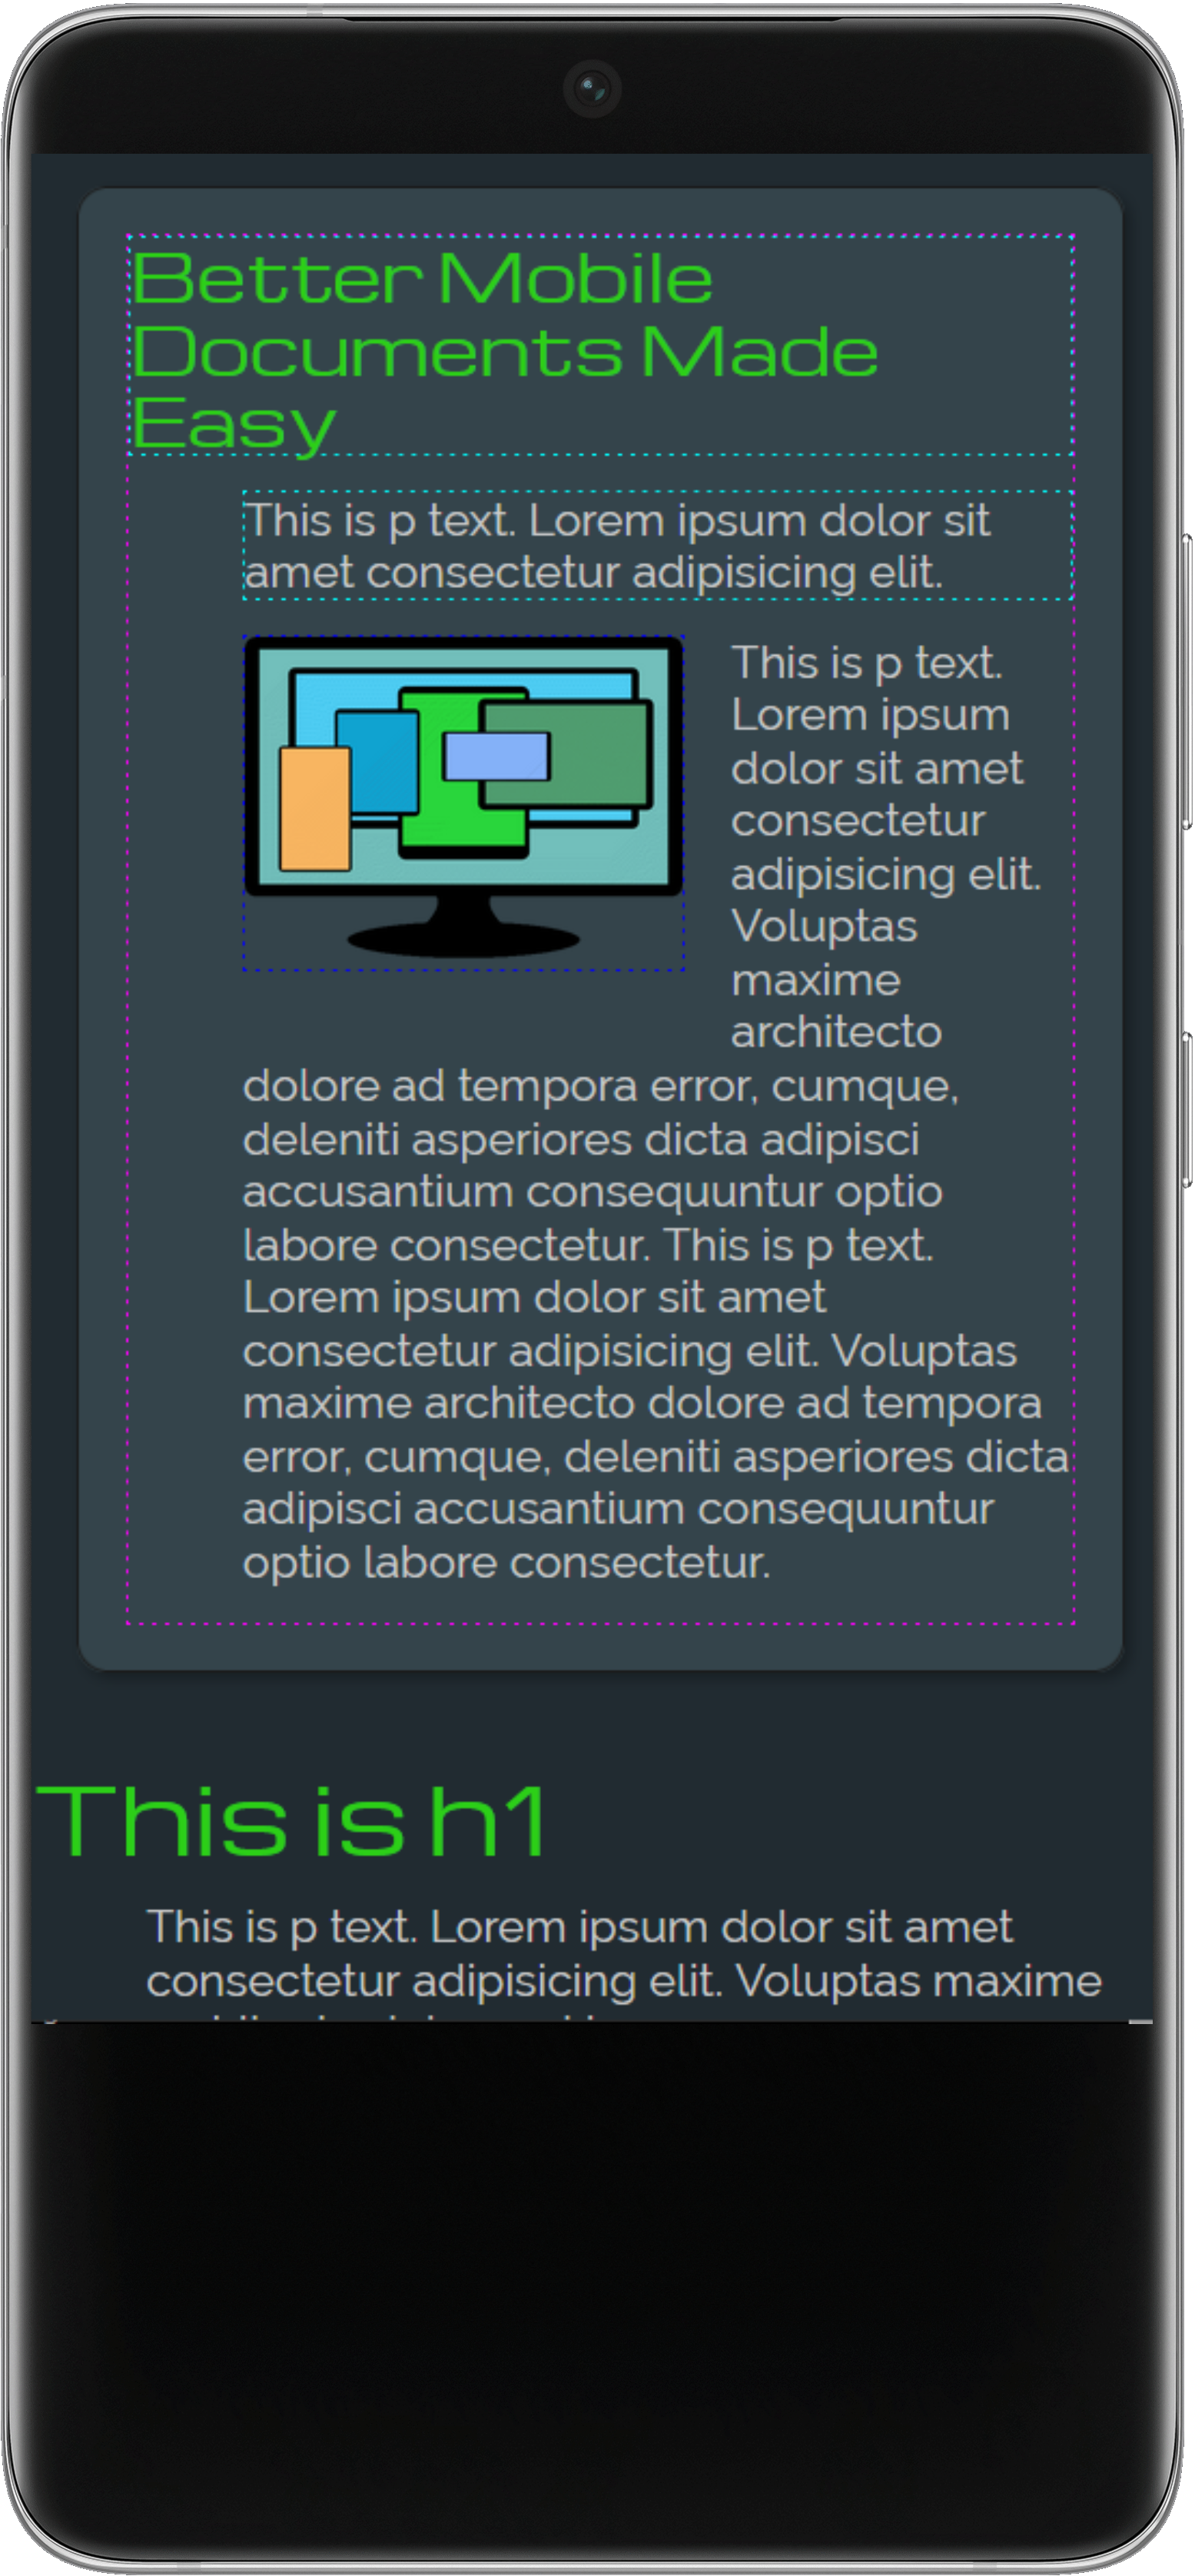 Better Mobile
Documents Made
Easy
This is p text. Lorem ipsum dolor sit
amet consectetur adipisicing elit.
This is p text.
Lorem ipsum
dolor sit amet
consectetur
adipisicing elit.
Voluptas
maxime
architecto
dolore ad tempora error, cumque,
deleniti asperiores dicta adipisci
accusantium consequuntur optio
labore consectetur. This is p text.
Lorem ipsum dolor sit amet
consectetur adipisicing elit. Voluptas
maxime architecto dolore ad tempora
error, cumque, deleniti asperiores dicta
adipisci accusantium consequuntur
optio labore consectetur.
This is h1
This is p text. Lorem ipsum dolor sit amet
consectetur adipisicing elit. Voluptas maxime